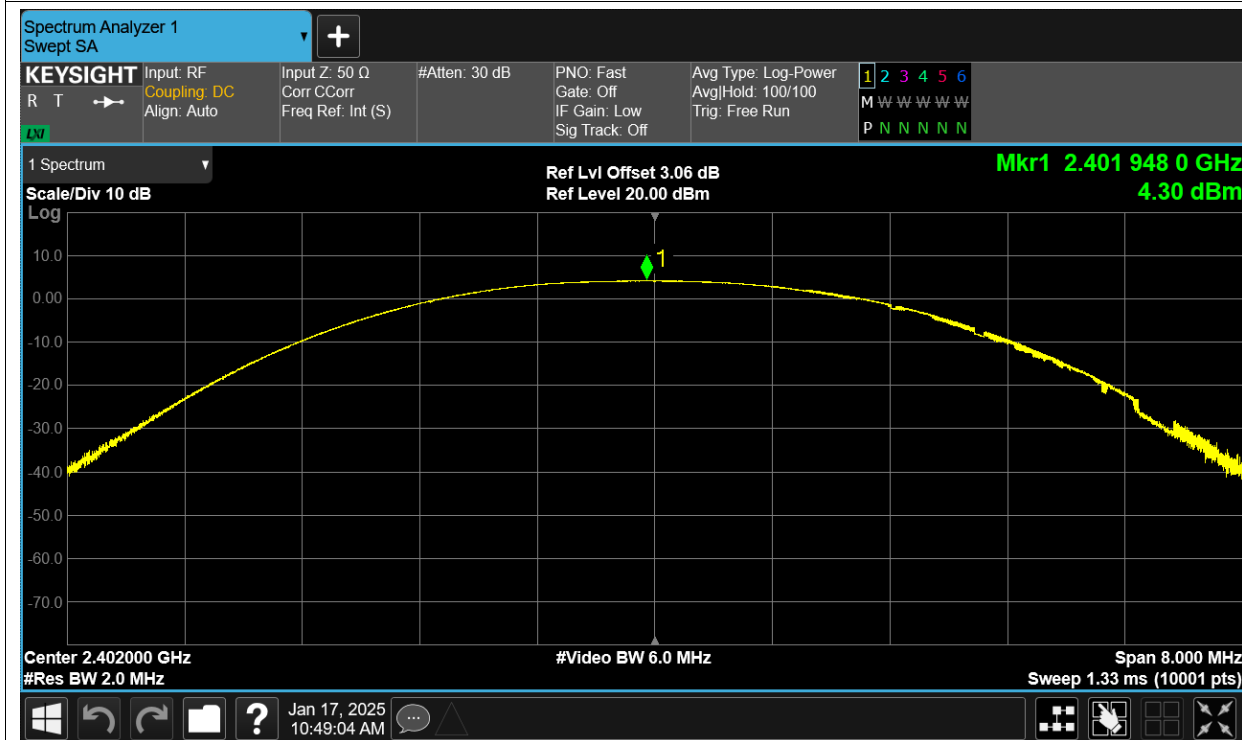 Spectrum Analyzer 1
Swept SA
+
KEYSIGHT
R T
LXI
Input: RF
Coupling: DC
Align: Auto
Input Z: 50 Ω
Corr CCorr
Freq Ref: Int (S)
#Atten: 30 dB
PNO: Fast
Gate: Off
IF Gain: Low
Sig Track: Off
Avg Type: Log-Power
Avg|Hold: 100/100
Trig: Free Run
1 2 3 4 5 6
M W W W W W
P N N N N N
1 Spectrum
Scale/Div 10 dB
Log
Ref Lvl Offset 3.06 dB
Ref Level 20.00 dBm
Mkr1 2.401 948 0 GHz
4.30 dBm
1
10.0
0.00
-10.0
-20.0
-30.0
-40.0
-50.0
-60.0
-70.0
Center 2.402000 GHz
#Res BW 2.0 MHz
#Video BW 6.0 MHz
Span 8.000 MHz
Sweep 1.33 ms (10001 pts)
?
Jan 17, 2025
10:49:04 AM